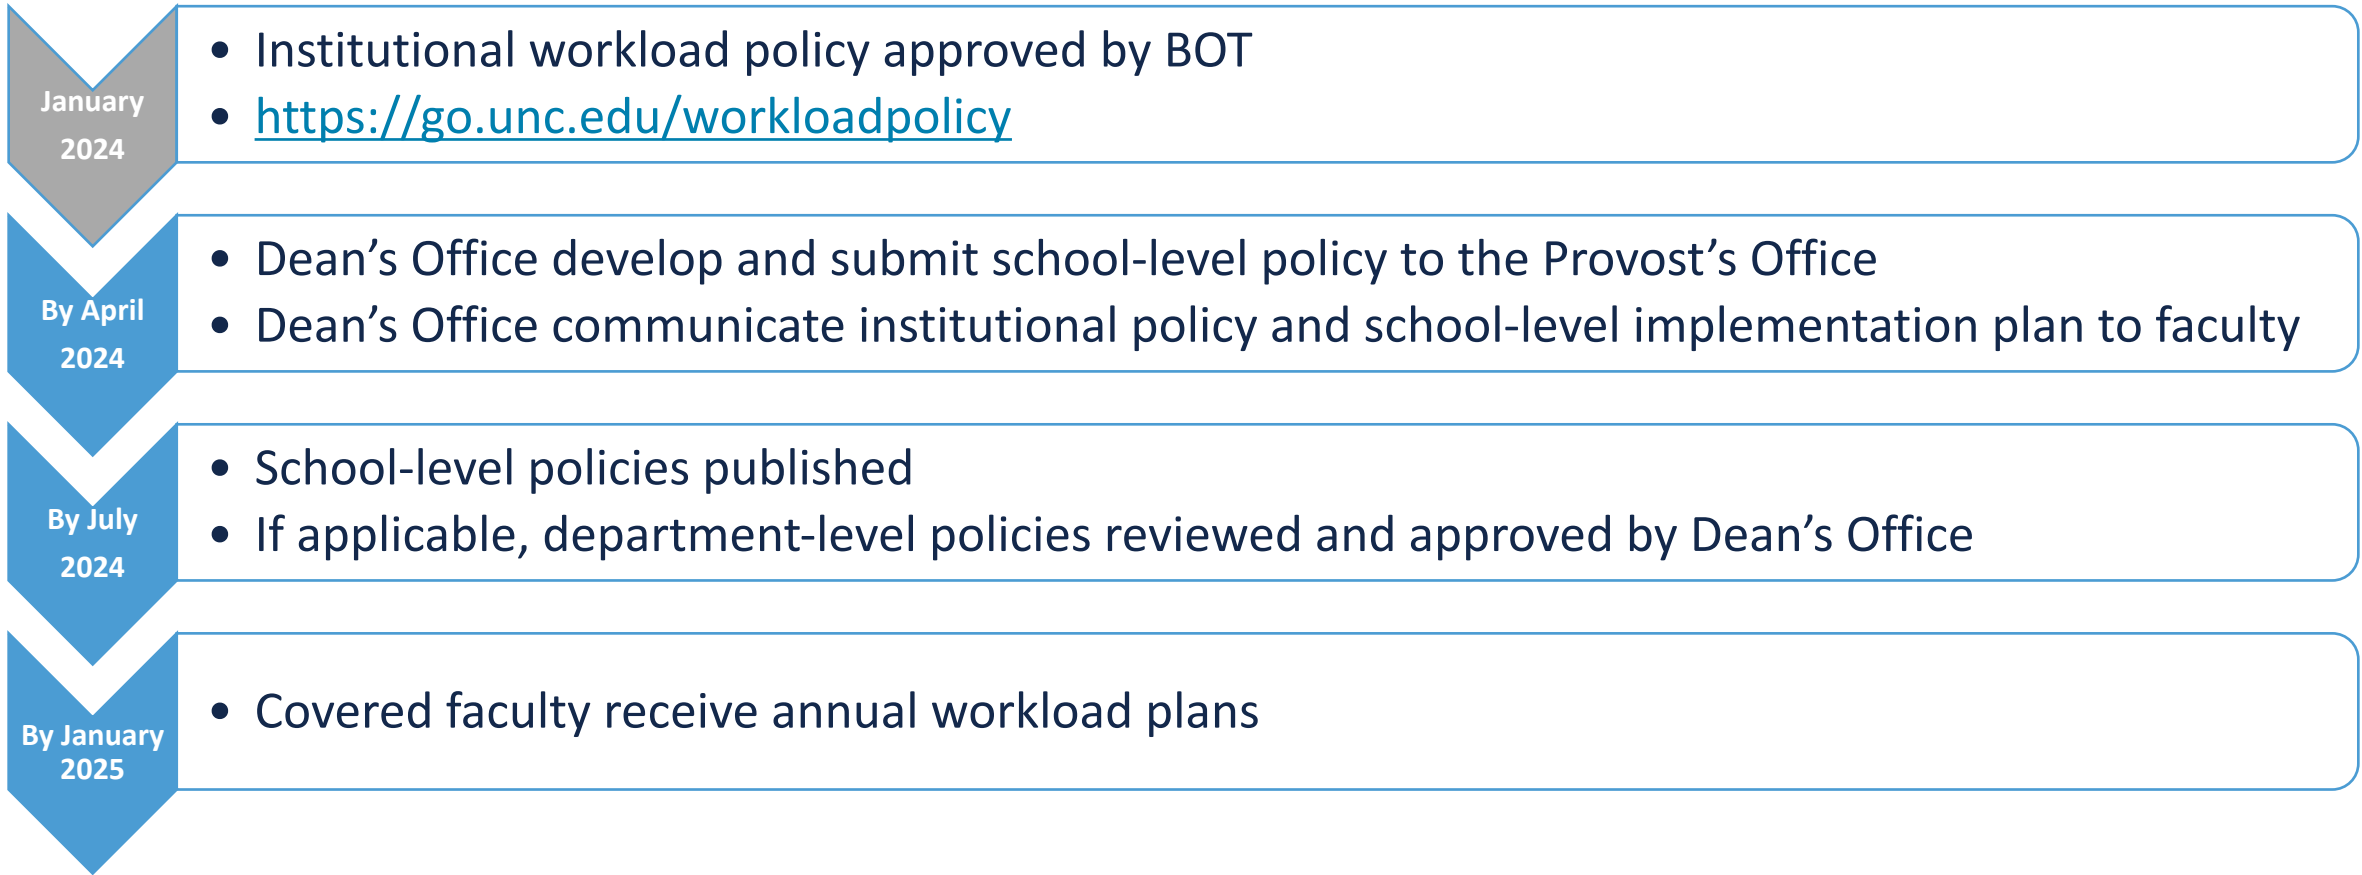 January
2024
• Institutional workload policy approved by BOT
• https://go.unc.edu/workloadpolicy
By April
2024
• Dean’s Office develop and submit school-level policy to the Provost’s Office
• Dean’s Office communicate institutional policy and school-level implementation plan to faculty
By July
2024
• School-level policies published
• If applicable, department-level policies reviewed and approved by Dean’s Office
By January
2025
• Covered faculty receive annual workload plans